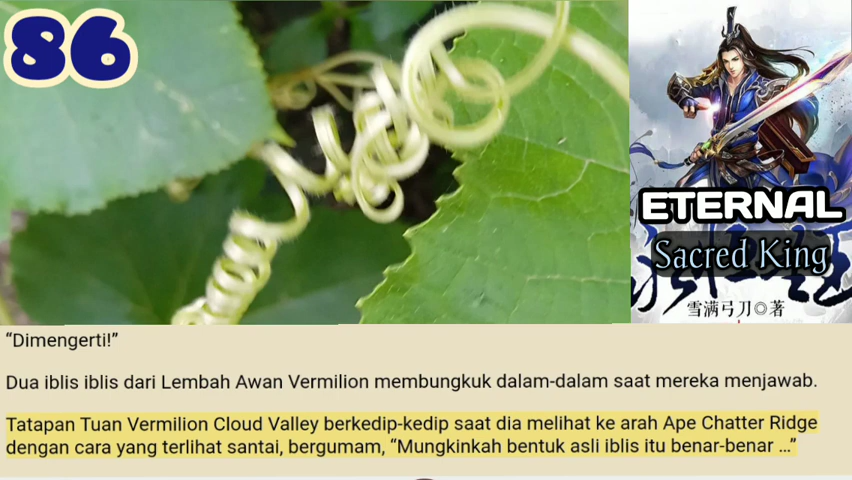 86
ETERNAL
Sacred King
雪满弓刀◎著
“Dimengerti!”
Dua iblis iblis dari Lembah Awan Vermilion membungkuk dalam-dalam saat mereka menjawab.
Tatapan Tuan Vermilion Cloud Valley berkedip-kedip saat dia melihat ke arah Ape Chatter Ridge
dengan cara yang terlihat santai, bergumam, “Mungkinkah bentuk asli iblis itu benar-benar ...”